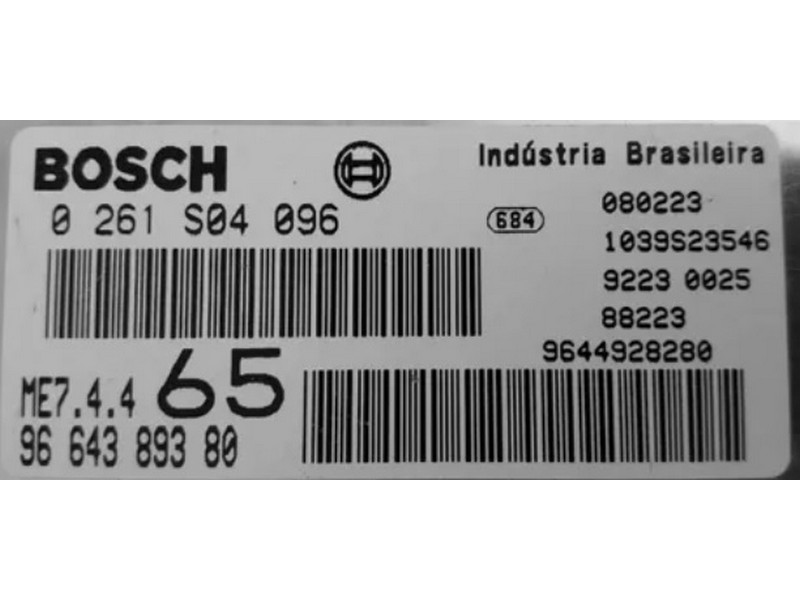 BOSCH
Indústria Brasileira
0 261 S04 096
684
080223
1039S23546
9223 0025
88223
9644928280
ME7.4.4 65
96 643 893 80